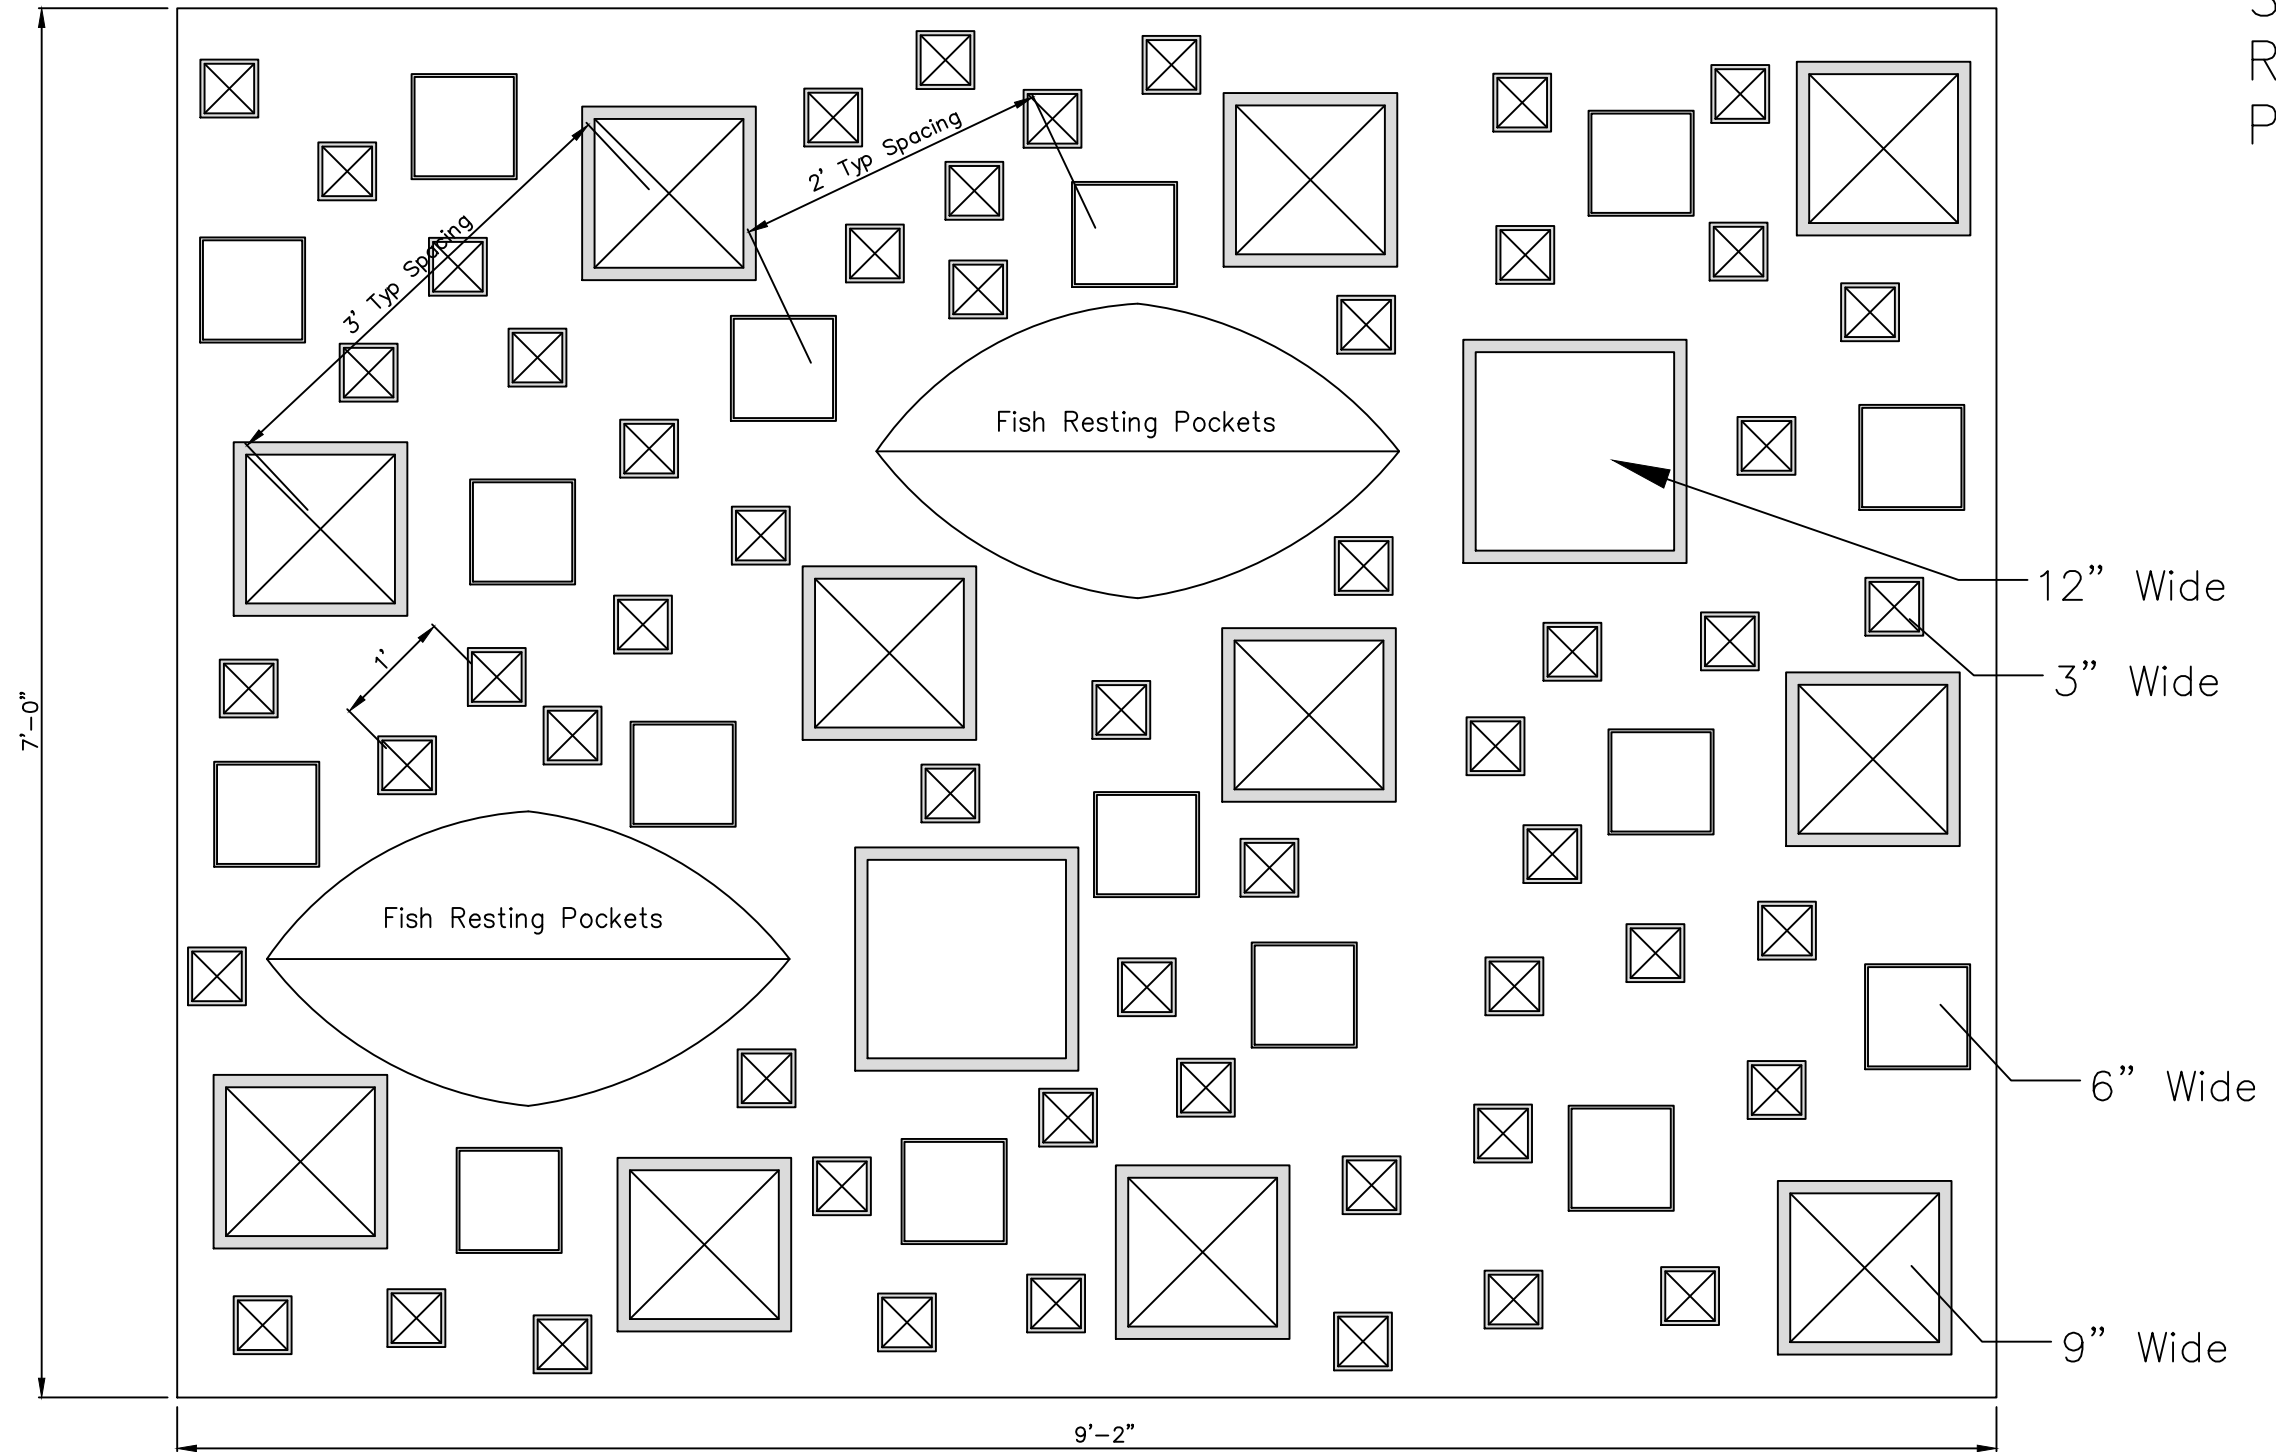 R
P
2' Typ Spacing
3' Typ Spacing
Fish Resting Pockets
12” Wide
3” Wide
1'
7'-0”
Fish Resting Pockets
6” Wide
9” Wide
9'-2”